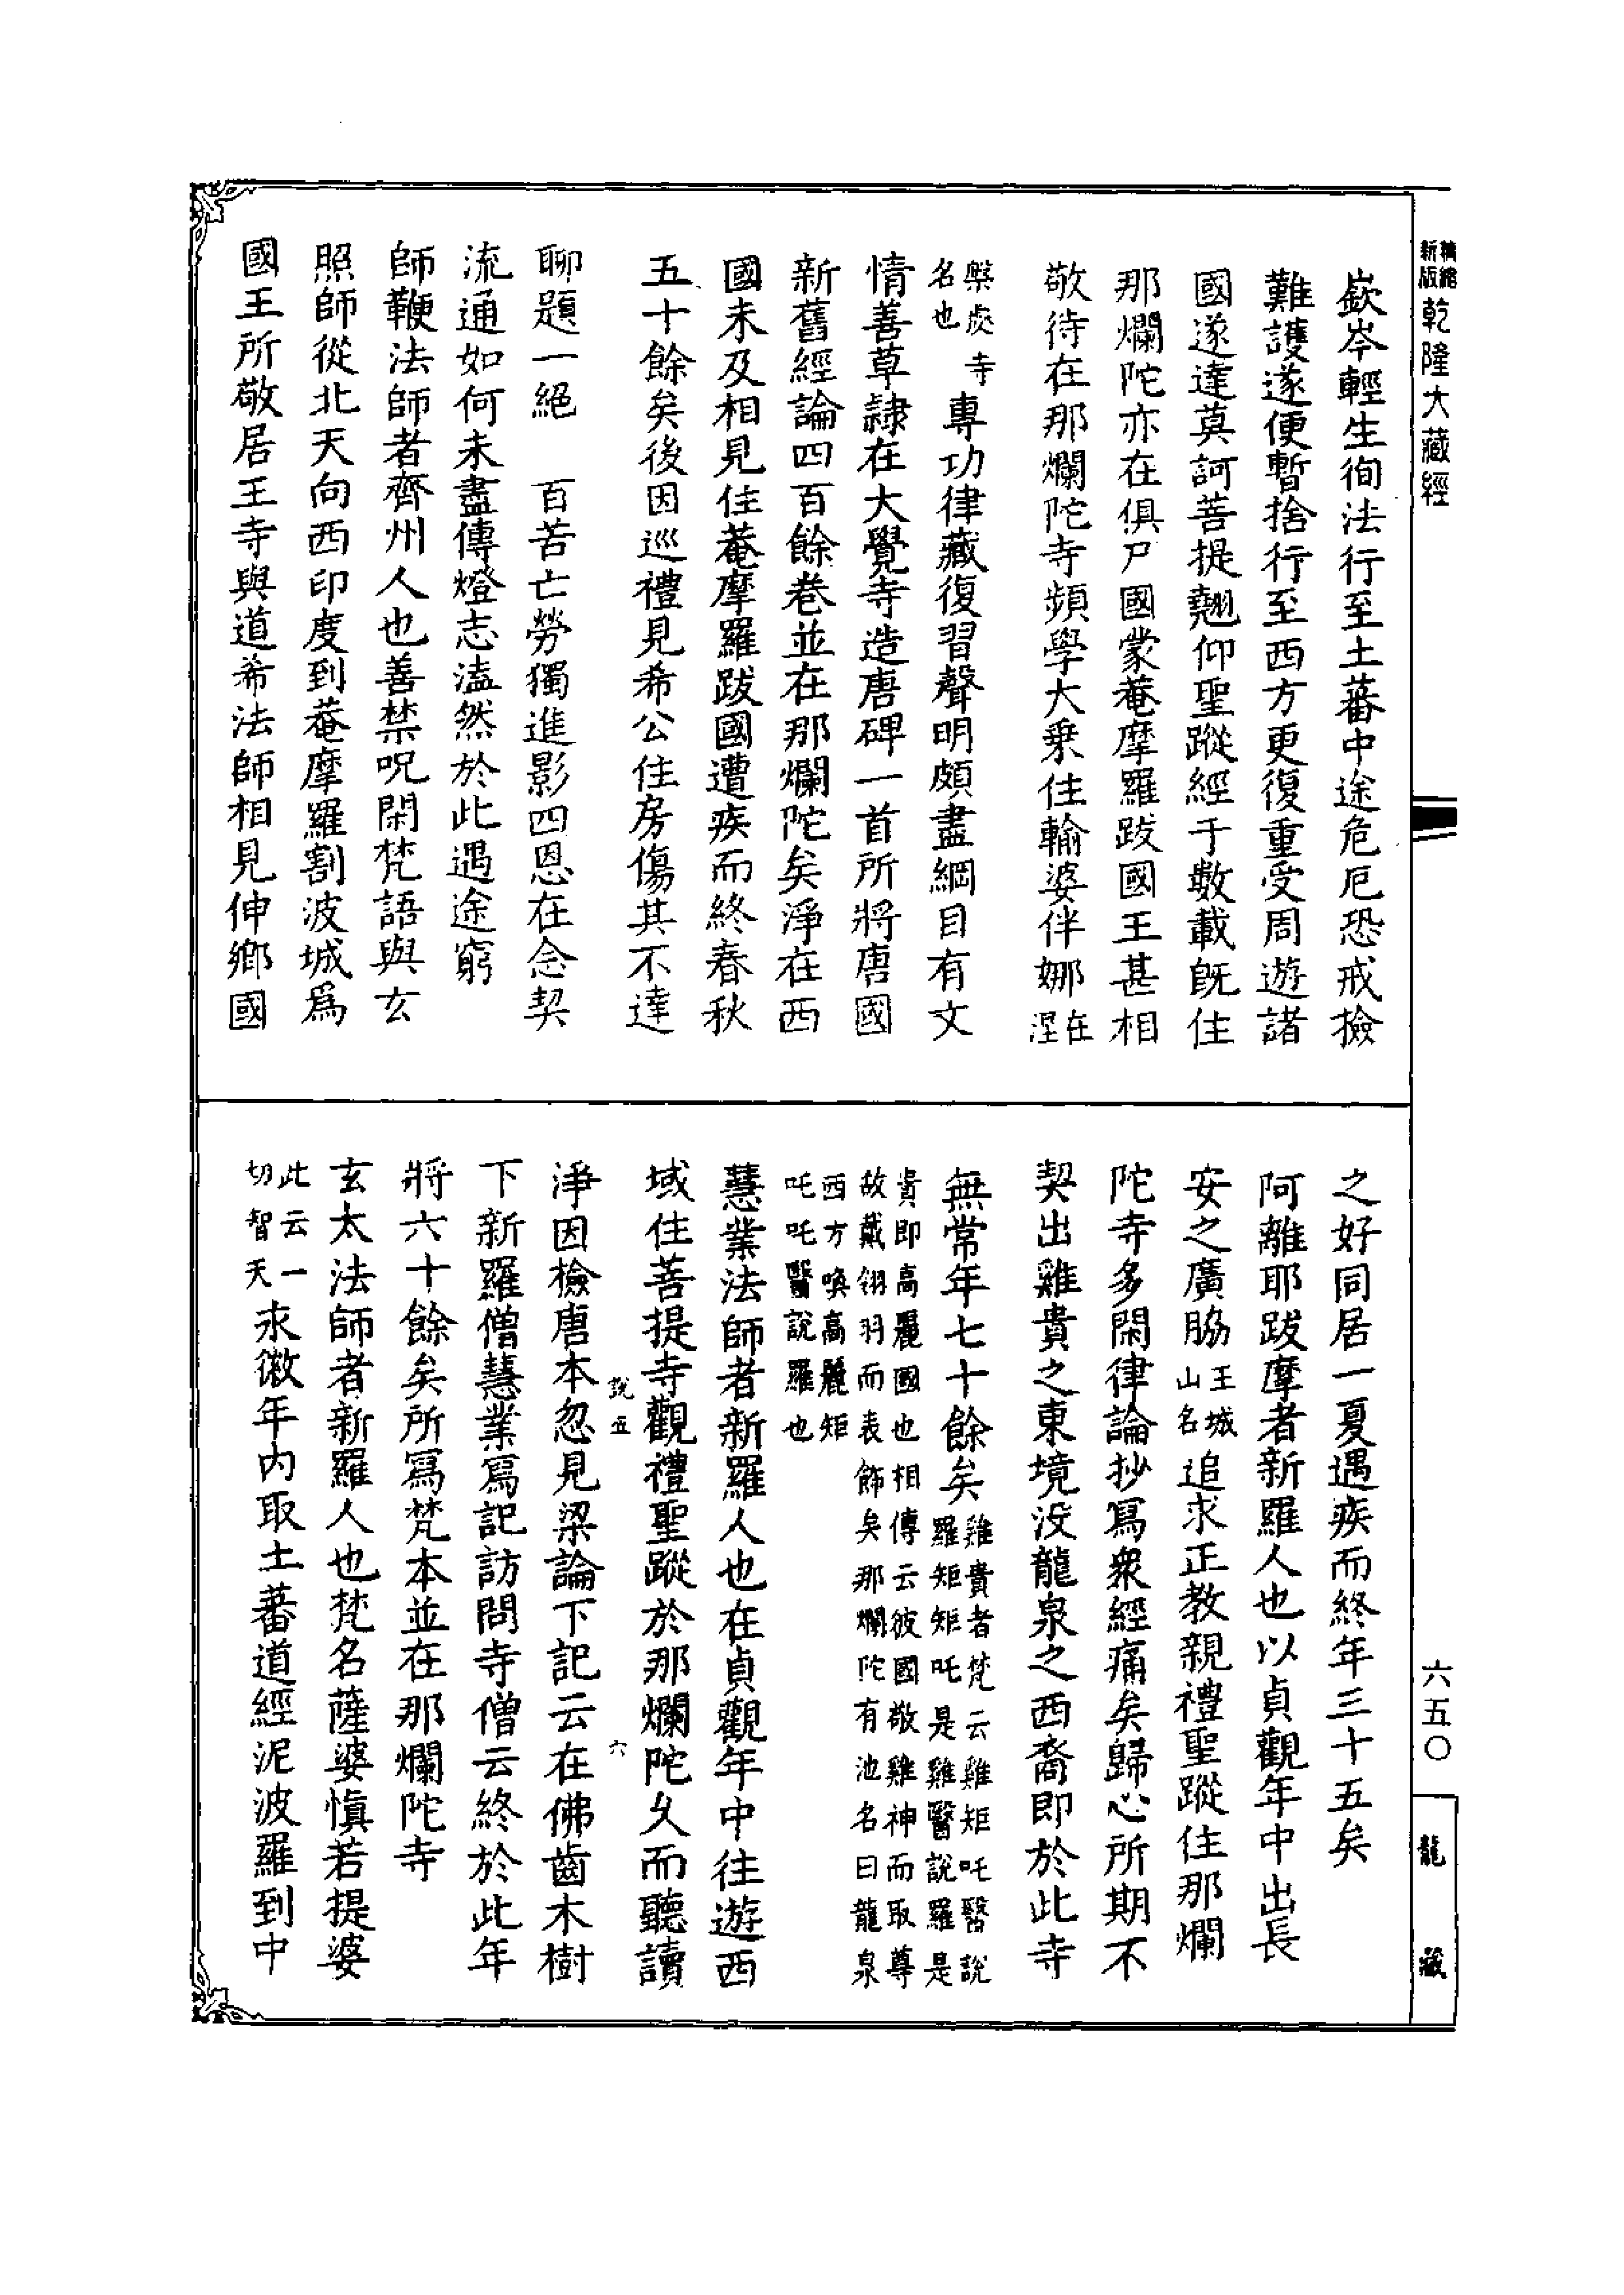 精縮
新版
乾隆大藏經
六五〇
龍藏
嶔岑輕生徇法行至土蕃中途危厄恐戒撿
難護遂便暫捨行至西方更復重受周遊諸
國遂達莫訶菩提翹仰聖蹤經于數載旣住
那爛陀亦在俱尸國蒙菴摩羅跋國王甚相
敬待在那爛陀寺頻學大乗住輸婆伴娜在
涅
槃處寺
名也
專功律藏復習聲明頗盡綱目有文
情善草隷在大覺寺造唐碑一首所將唐國
新舊經論四百餘巻並在那爛陀矣淨在西
國未及相見住菴摩羅跋國遭疾而終春秋
五十餘矣後因巡禮見希公住房傷其不達
聊題一絕　百苦亡勞獨進影四恩在念契
流通如何未盡傳燈志溘然於此遇途窮
師鞭法師者齊州人也善禁呪閑梵語與玄
照師從北天向西印度到菴摩羅割波城爲
國王所敬居王寺與道希法師相見伸鄉國
之好同居一夏遇疾而終年三十五矣
阿離耶跋摩者新羅人也以貞觀年中出長
安之廣脇王城
山名
追求正教親禮聖蹤住那爛
陀寺多閑律論抄寫衆經痛矣歸心所期不
契出雞貴之東境没龍泉之西裔即於此寺
無常年七十餘矣雞貴者梵云雞矩吒醫說
羅矩矩吒是雞醫說羅是
貴即高麗國也相傳云彼國敬雞神而取尊
故戴翎羽而表飾矣那爛陀有池名曰龍泉
西方喚高麗矩
吒吒醫說羅也
慧業法師者新羅人也在貞觀年中往遊西
域住菩提寺觀禮聖蹤於那爛陀久而聽讀
說五　六
淨因檢唐本忽見梁論下記云在佛齒木樹
下新羅僧慧業寫記訪問寺僧云終於此年
將六十餘矣所寫梵本並在那爛陀寺
玄太法師者新羅人也梵名薩婆愼若提婆
此云一
切智天
永徽年内取土蕃道經泥波羅到中